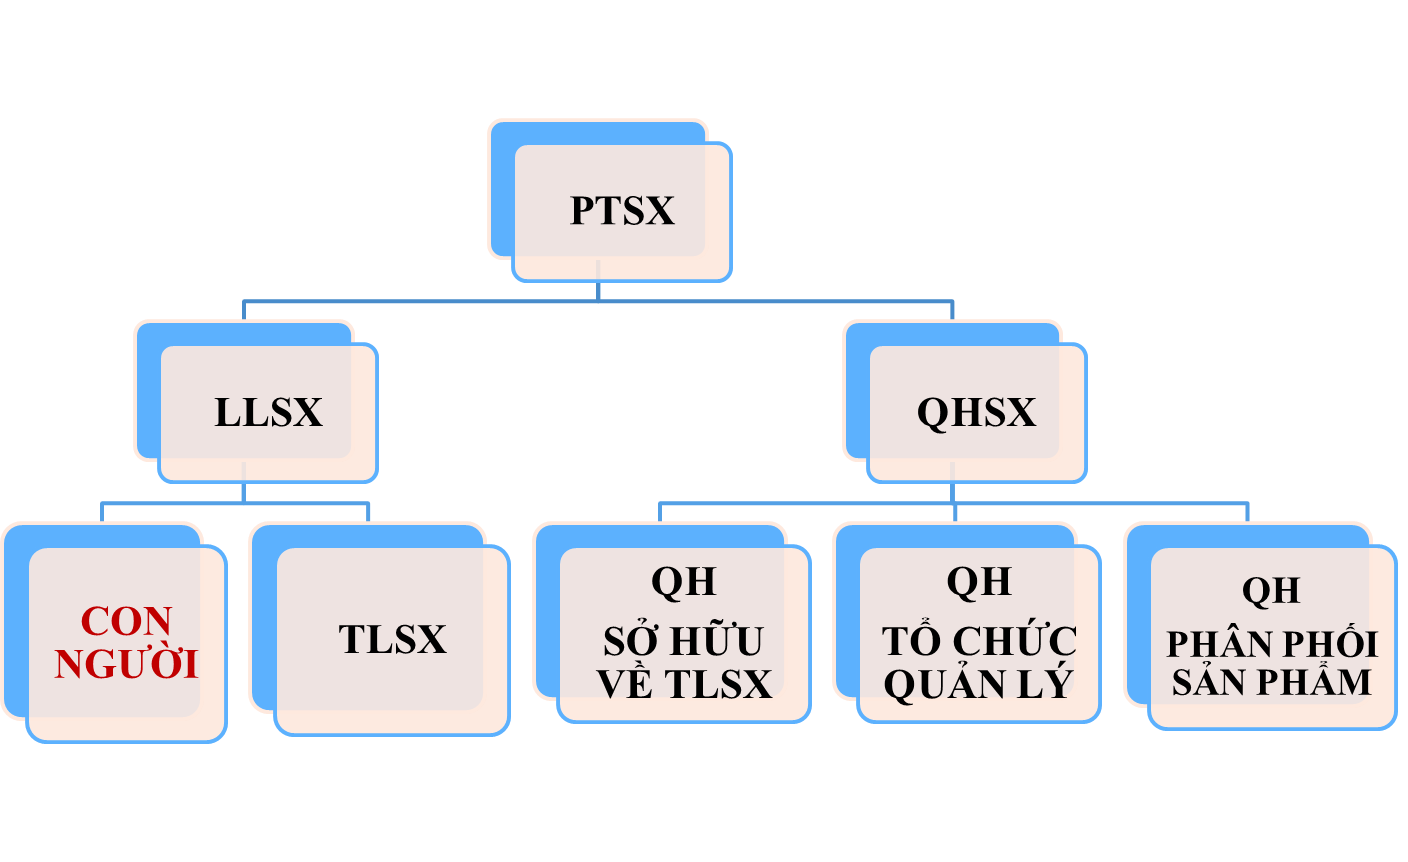 PTSX
LLSX
QHSX
CON
NGƯỜI
TLSX
QH
SỞ HỮU
VỀ TLSX
QH
TỔ CHỨC
QUẢN LÝ
QH
PHÂN PHỐI
SẢN PHẨM